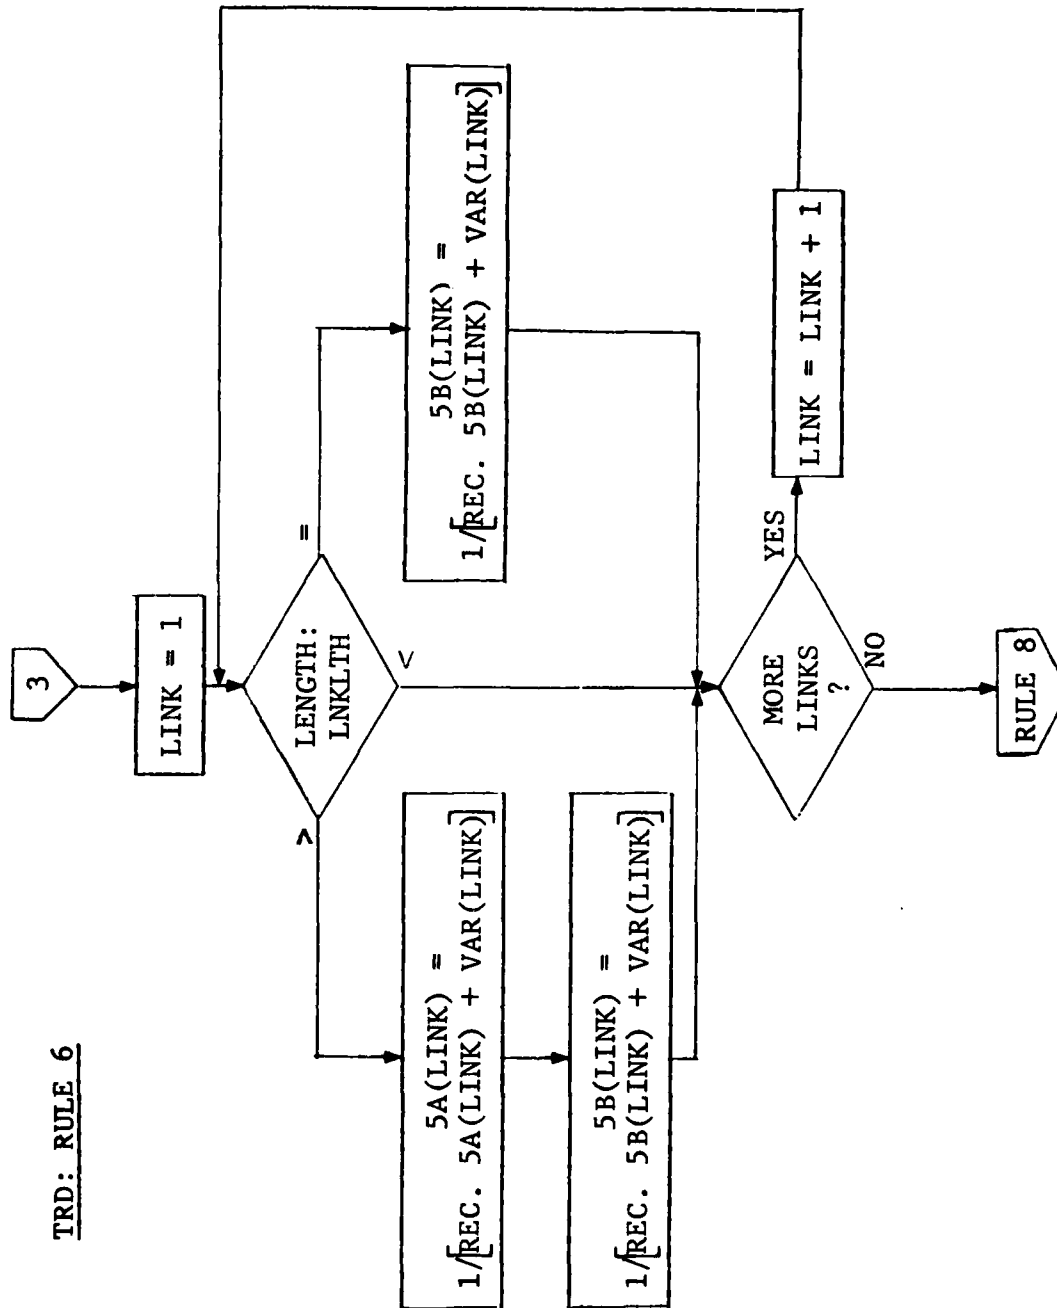 3
TRD: RULE 6
LINK = 1
LENGTH:
LNKLTH
>
<
=
5A(LINK) =
1/[REC. 5A(LINK) + VAR(LINK)]
5B(LINK) =
1/[REC. 5B(LINK) + VAR(LINK)]
5B(LINK) =
1/[REC. 5B(LINK) + VAR(LINK)]
MORE
LINKS
?
YES
LINK = LINK + 1
NO
RULE 8